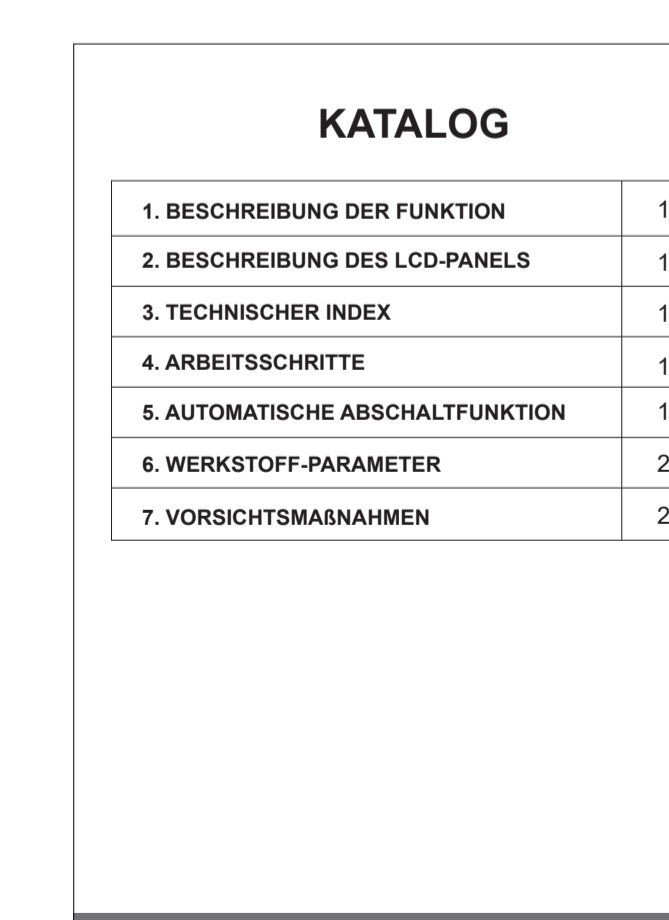 KATALOG
1. BESCHREIBUNG DER FUNKTION 1
2. BESCHREIBUNG DES LCD-PANELS 1
3. TECHNISCHER INDEX 1
4. ARBEITSSCHRITTE 1
5. AUTOMATISCHE ABSCHALTFUNKTION 1
6. WERKSTOFF-PARAMETER 2
7. VORSICHTSMAßNAHMEN 2